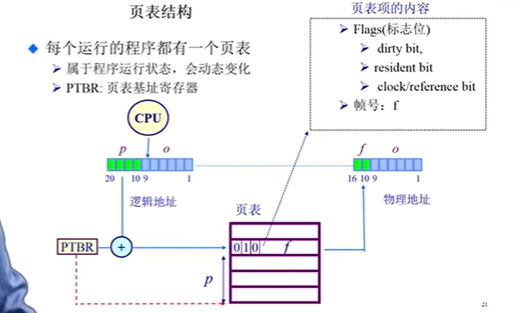 页表结构
每个运行的程序都有一个页表
属于程序运行状态，会动态变化
PTBR: 页表基址寄存器
页表项的内容
Flags(标志位)
dirty bit,
resident bit
clock/reference bit
帧号：f
CPU
p o
20 10 9 1
逻辑地址
f o
16 10 9 1
物理地址
页表
PTBR
+
0 1 0 f
p
21